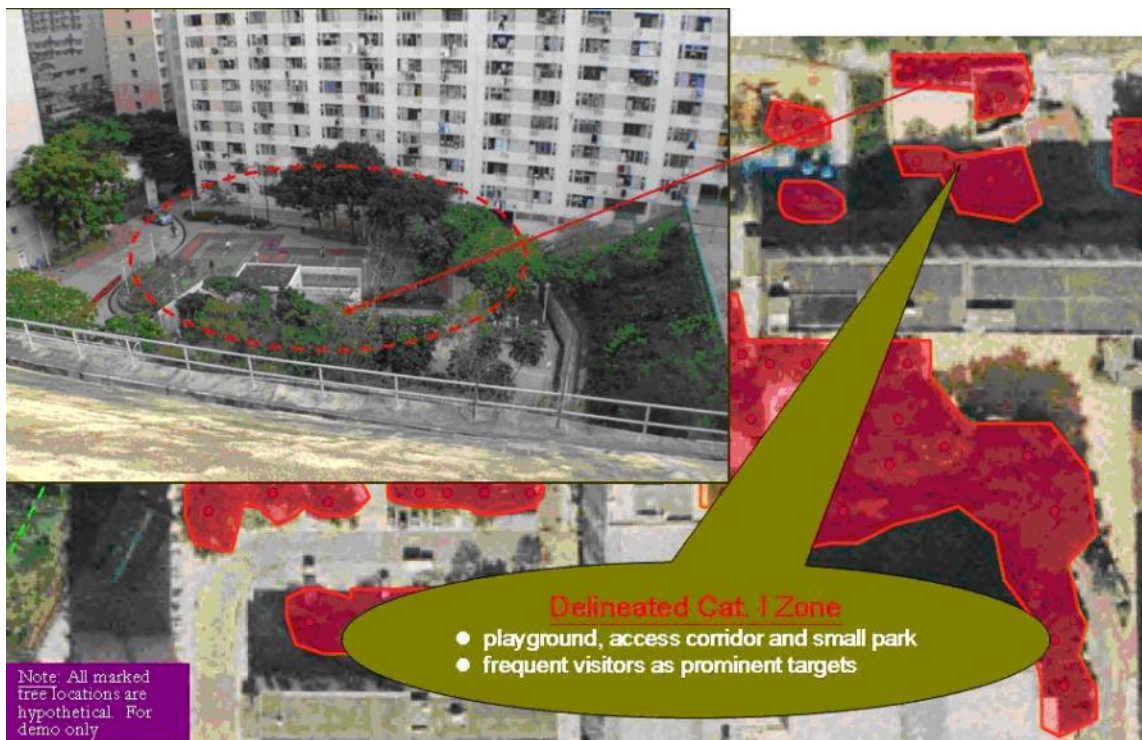 Delineated Cat. I Zone
playground, access corridor and small park
frequent visitors as prominent targets
Note: All marked
tree locations are
hypothetical.  For
demo only